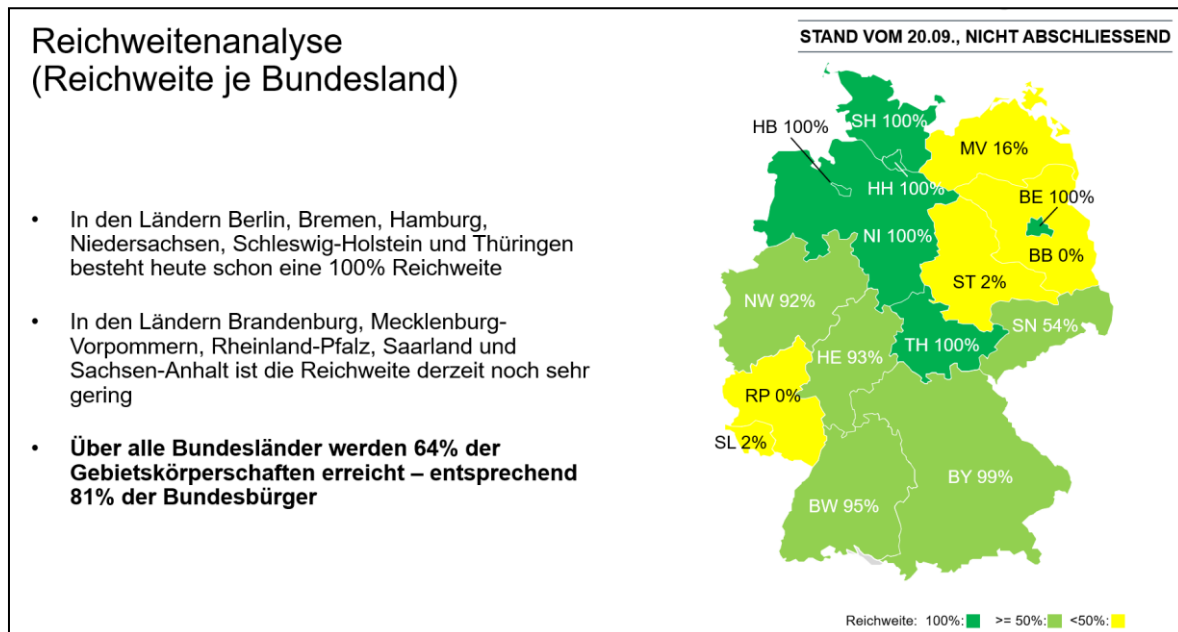 Reichweitenanalyse
(Reichweite je Bundesland)
STAND VOM 20.09., NICHT ABSCHLIESSEND
• In den Ländern Berlin, Bremen, Hamburg,
Niedersachsen, Schleswig-Holstein und Thüringen
besteht heute schon eine 100% Reichweite
• In den Ländern Brandenburg, Mecklenburg-
Vorpommern, Rheinland-Pfalz, Saarland und
Sachsen-Anhalt ist die Reichweite derzeit noch sehr
gering
• Über alle Bundesländer werden 64% der
Gebietskörperschaften erreicht – entsprechend
81% der Bundesbürger
SH 100%
HB 100%
MV 16%
HH 100%
BE 100%
NI 100%
BB 0%
ST 2%
NW 92%
SN 54%
TH 100%
HE 93%
RP 0%
SL 2%
BY 99%
BW 95%
Reichweite: 100%: >= 50%: <50%: